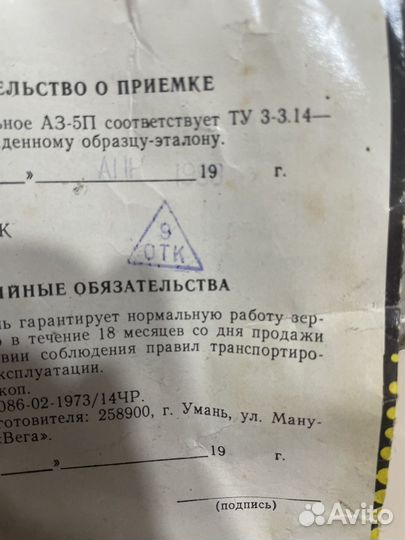 ЕЛЬСТВО О ПРИЕМКЕ
ьное АЗ-5П соответствует ТУ 3-3.14—
денному образцу-эталону.
» 19 г.
К
9
ОТК
ИЙНЫЕ ОБЯЗАТЕЛЬСТВА
ь гарантирует нормальную работу зер-
о в течение 18 месяцев со дня продажи
вии соблюдения правил транспортиро-
ксплуатации.
коп.
086-02-1973/14ЧР.
готовителя: 258900, г. Умань, ул. Ману-
«Вега».
» 19 г.
(подпись)
Avito